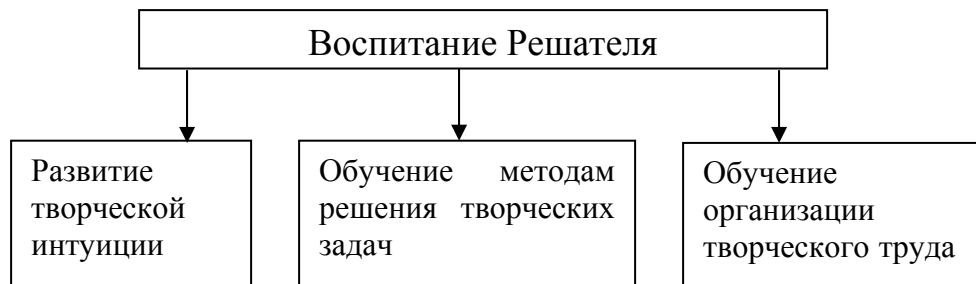 Воспитание Решателя
Развитие
творческой
интуиции
Обучение методам
решения творческих
задач
Обучение
организации
творческого труда